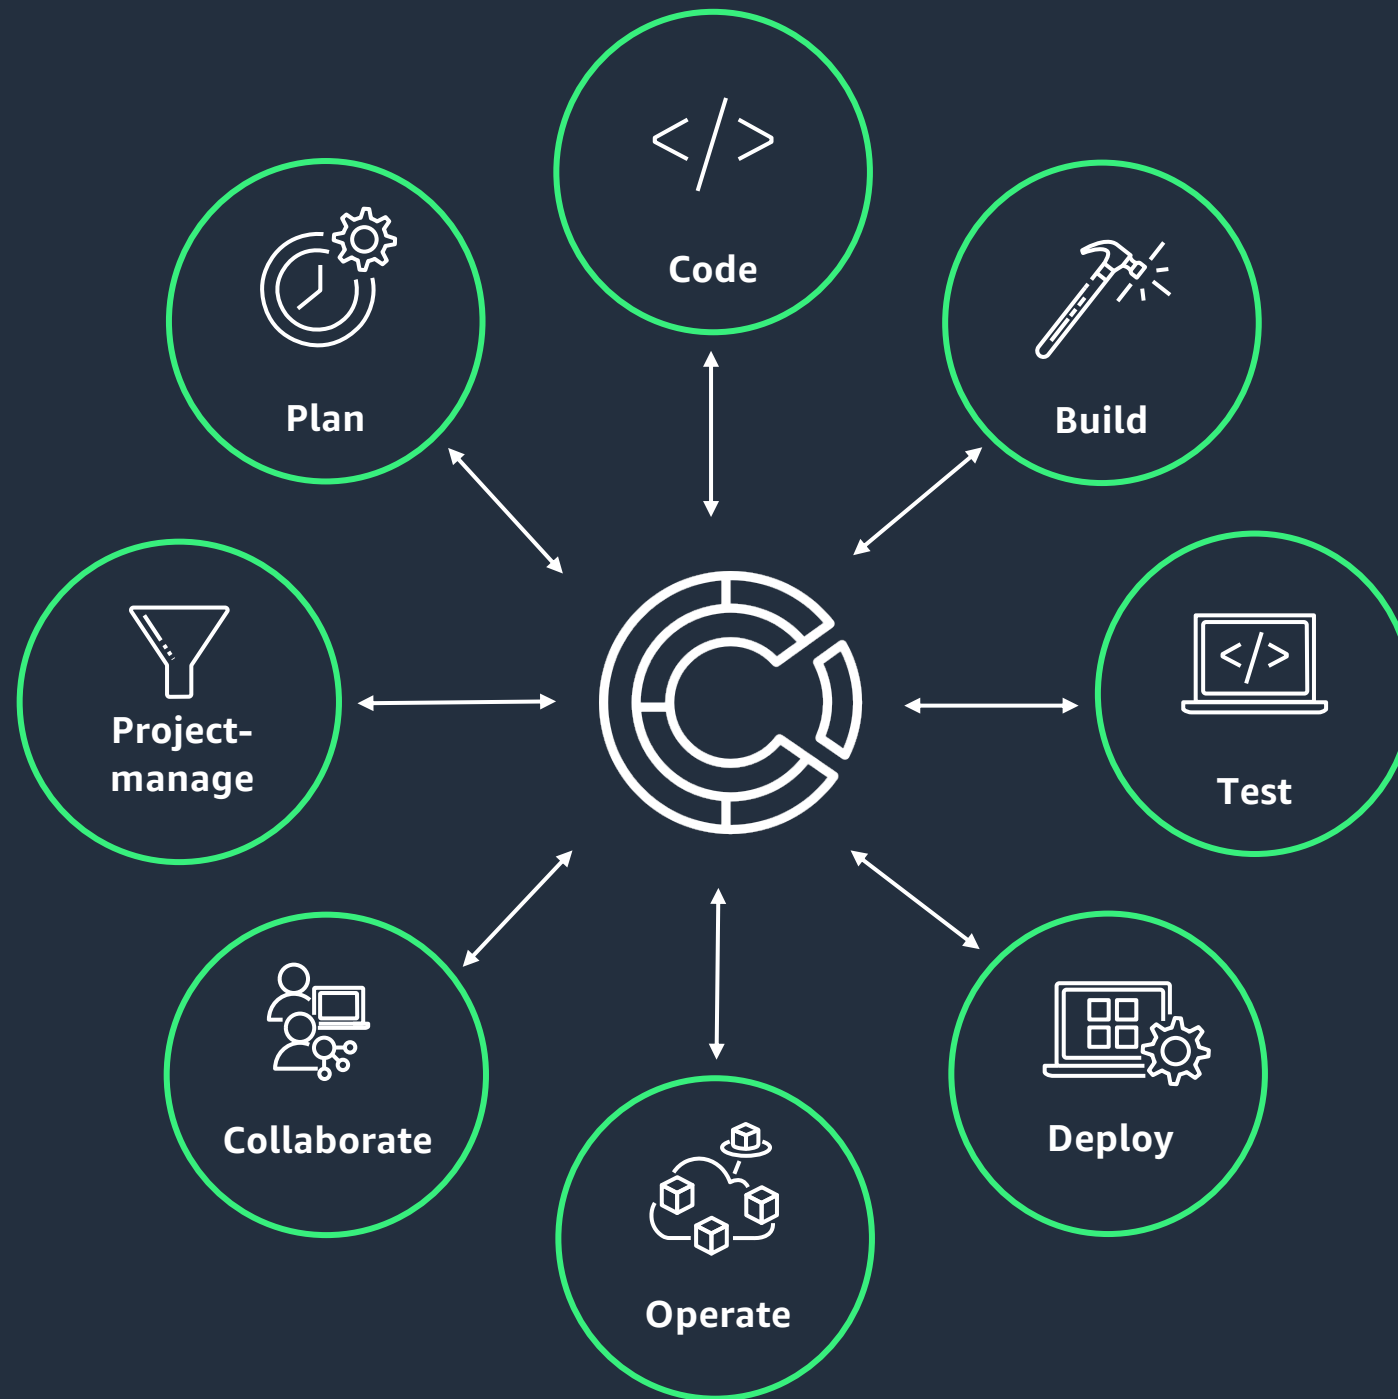 Code
Plan
Build
Project-
manage
Test
Collaborate
Deploy
Operate